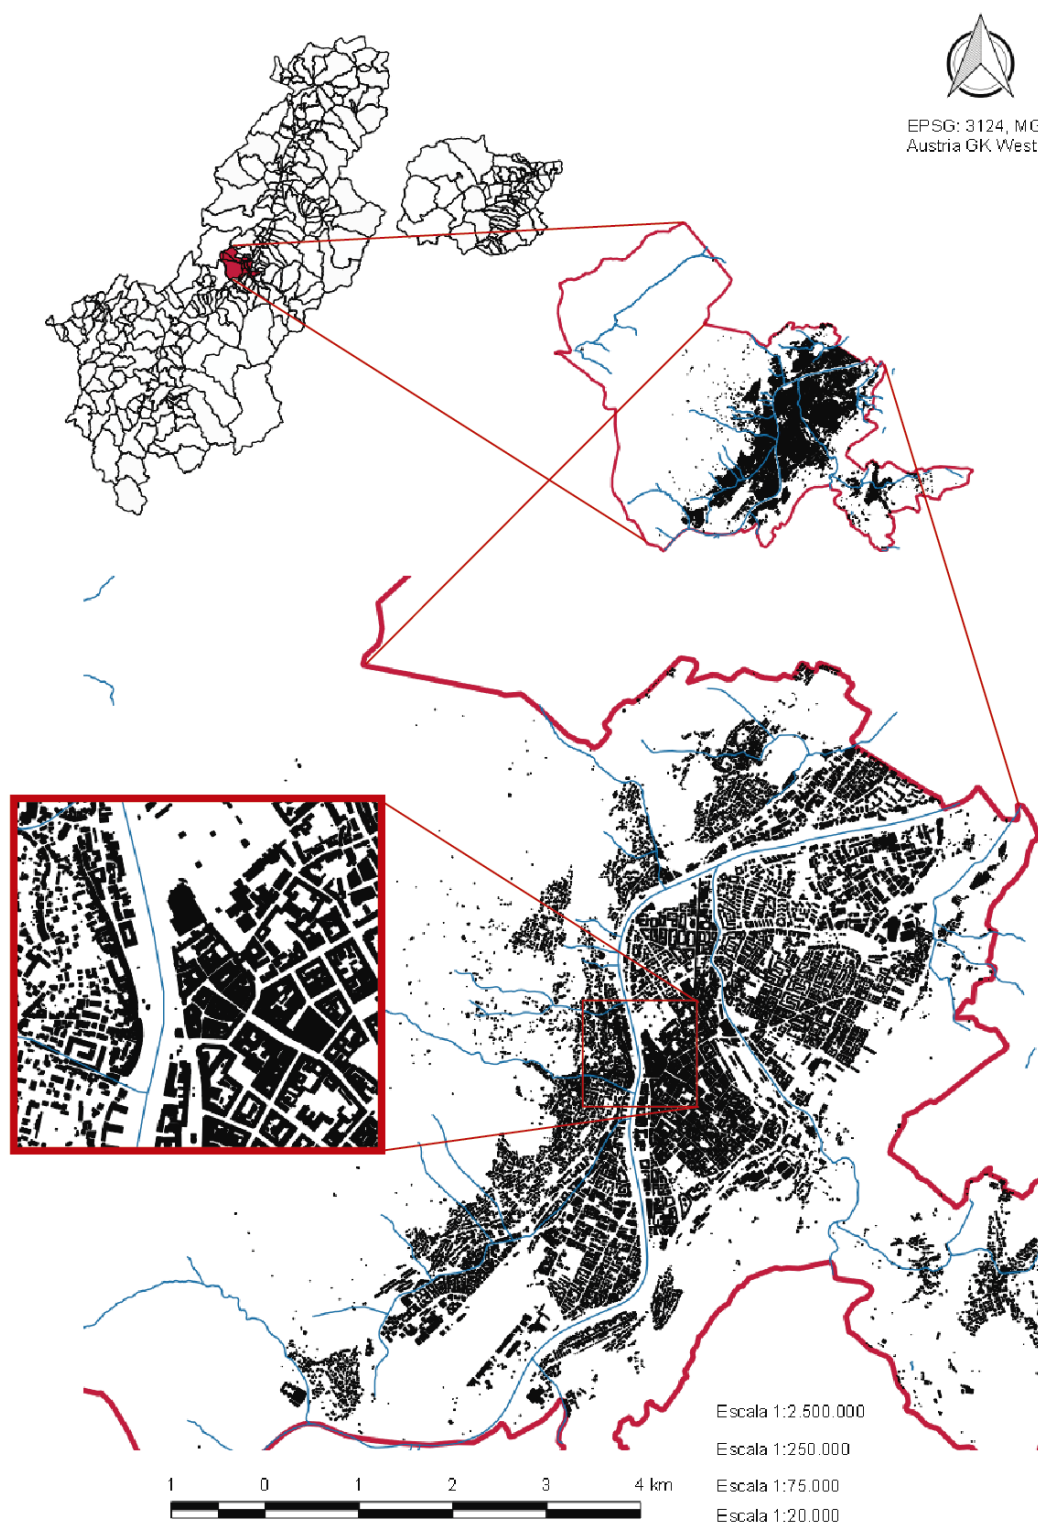 EPSG: 3124, MG
Austria GK West
Escala 1:2.500.000
Escala 1:250.000
Escala 1:75.000
Escala 1:20.000
1 0 1 2 3 4 km